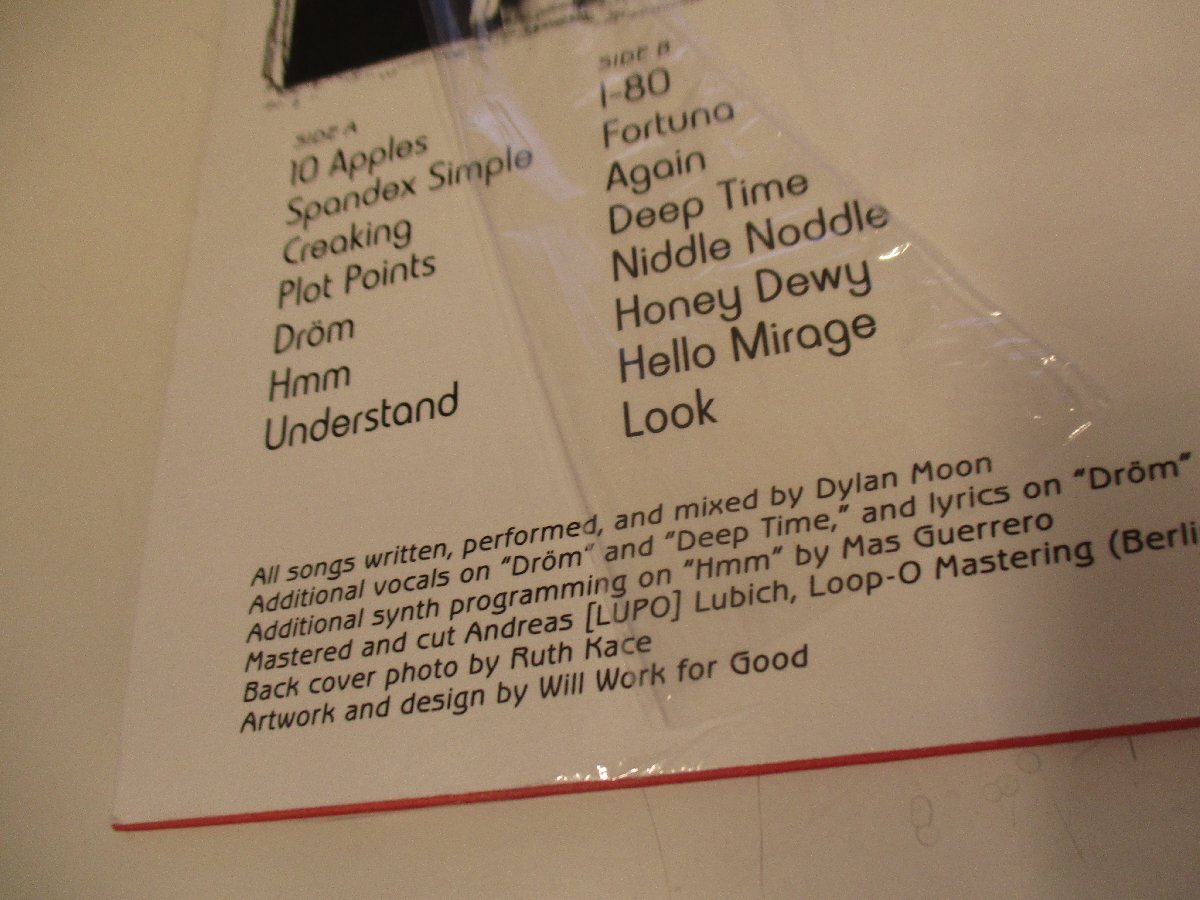 SIDE A
10 Apples
Spandex Simple
Creaking
Plot Points
Dröm
Hmm
Understand
SIDE B
I-80
Fortuna
Again
Deep Time
Niddle Noddle
Honey Dewy
Hello Mirage
Look
All songs written, performed, and mixed by Dylan Moon
Additional vocals on "Dröm" and "Deep Time," and lyrics on "Dröm"
Additional synth programming on "Hmm" by Mas Guerrero
Mastered and cut Andreas [LUPO] Lubich, Loop-O Mastering (Berli
Back cover photo by Ruth Kace
Artwork and design by Will Work for Good